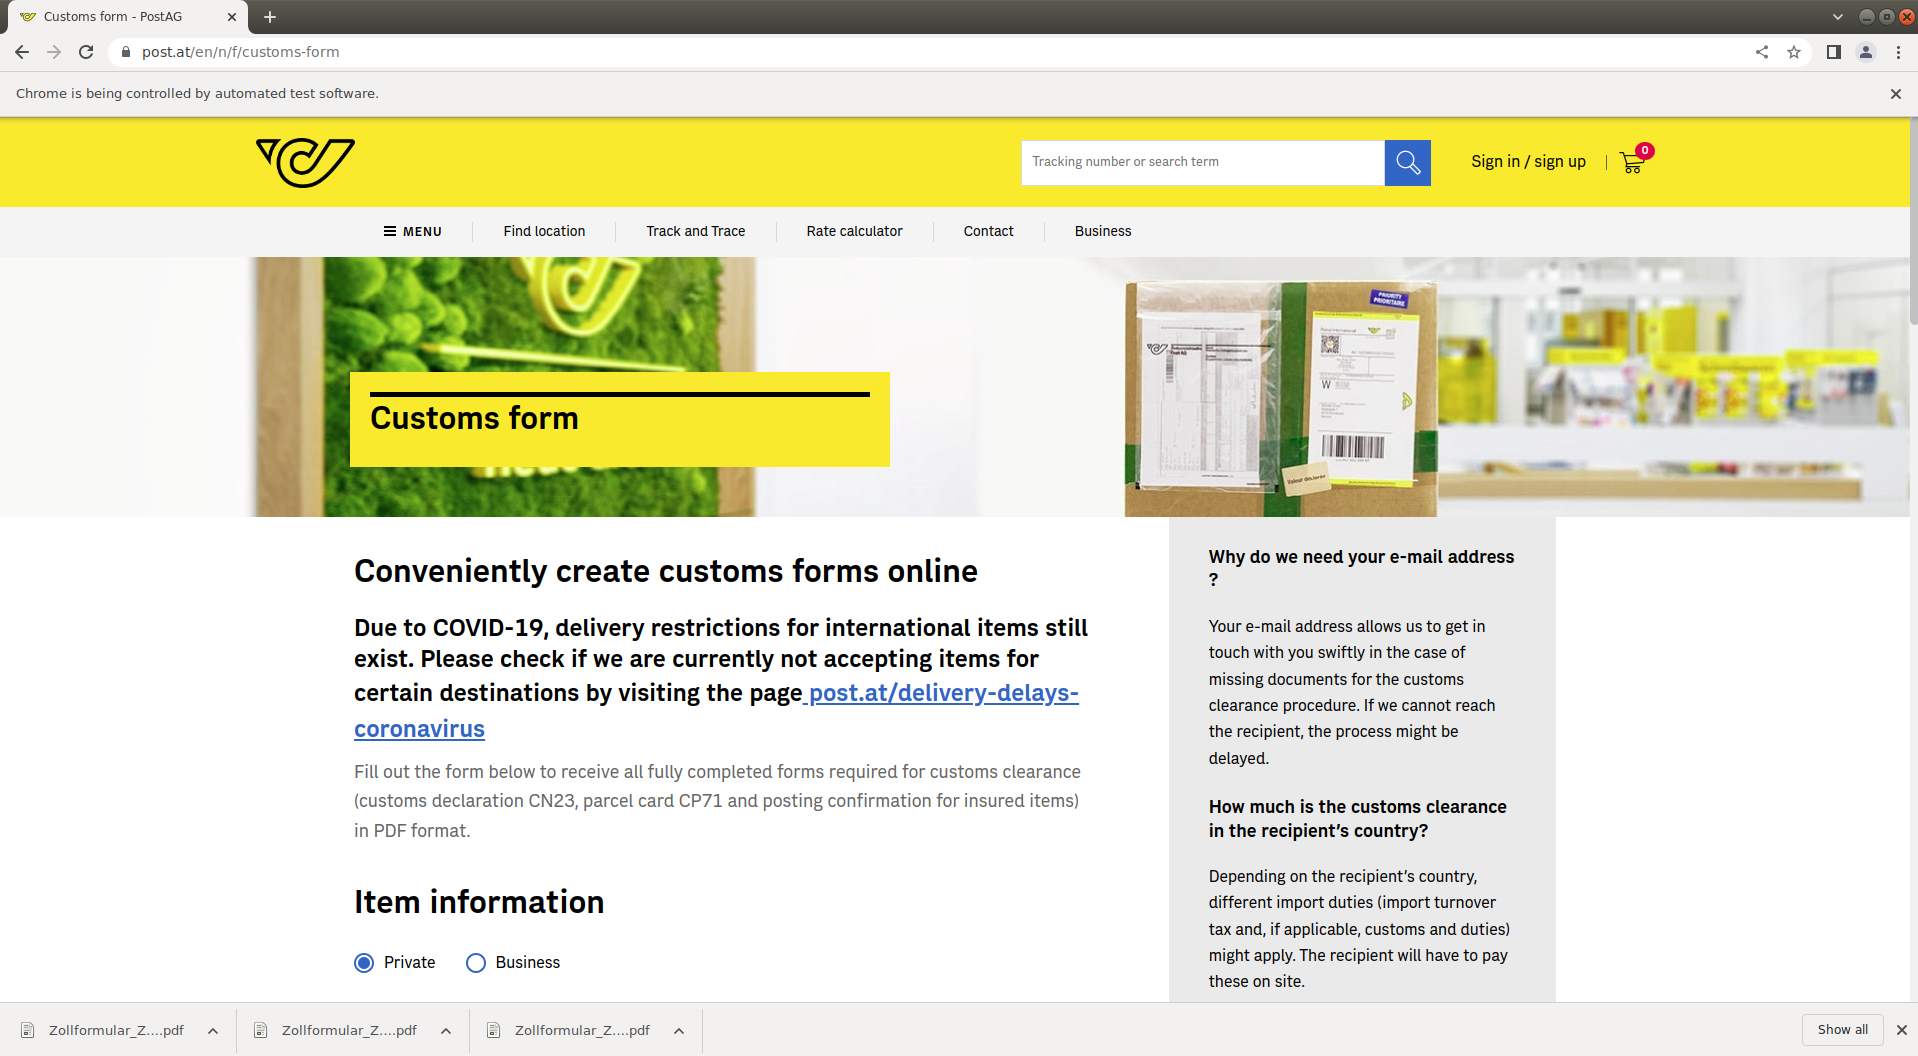 Customs form - PostAG
post.at/en/n/f/customs-form
Chrome is being controlled by automated test software.
Tracking number or search term
Sign in / sign up
0
MENU
Find location
Track and Trace
Rate calculator
Contact
Business
PRIORITY
PRIORITAIRE
Customs form
Conveniently create customs forms online
Due to COVID-19, delivery restrictions for international items still
exist. Please check if we are currently not accepting items for
certain destinations by visiting the page post.at/delivery-delays-
coronavirus
Fill out the form below to receive all fully completed forms required for customs clearance
(customs declaration CN23, parcel card CP71 and posting confirmation for insured items)
in PDF format.
Item information
Private
Business
Why do we need your e-mail address
?
Your e-mail address allows us to get in
touch with you swiftly in the case of
missing documents for the customs
clearance procedure. If we cannot reach
the recipient, the process might be
delayed.
How much is the customs clearance
in the recipient's country?
Depending on the recipient's country,
different import duties (import turnover
tax and, if applicable, customs and duties)
might apply. The recipient will have to pay
these on site.
Zollformular_Z....pdf
Zollformular_Z....pdf
Zollformular_Z....pdf
Show all